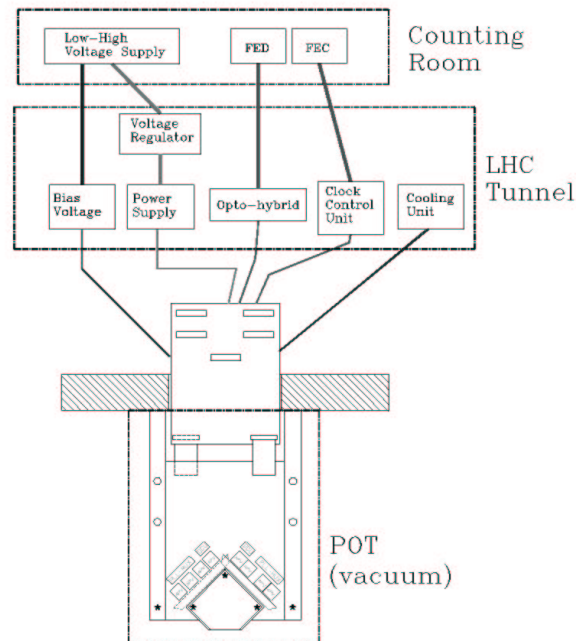 Low-High
Voltage Supply
FED
FEC
Counting
Room
Voltage
Regulator
LHC
Tunnel
Bias
Voltage
Power
Supply
Opto-hybrid
Clock
Control
Unit
Cooling
Unit
POT
(vacuum)